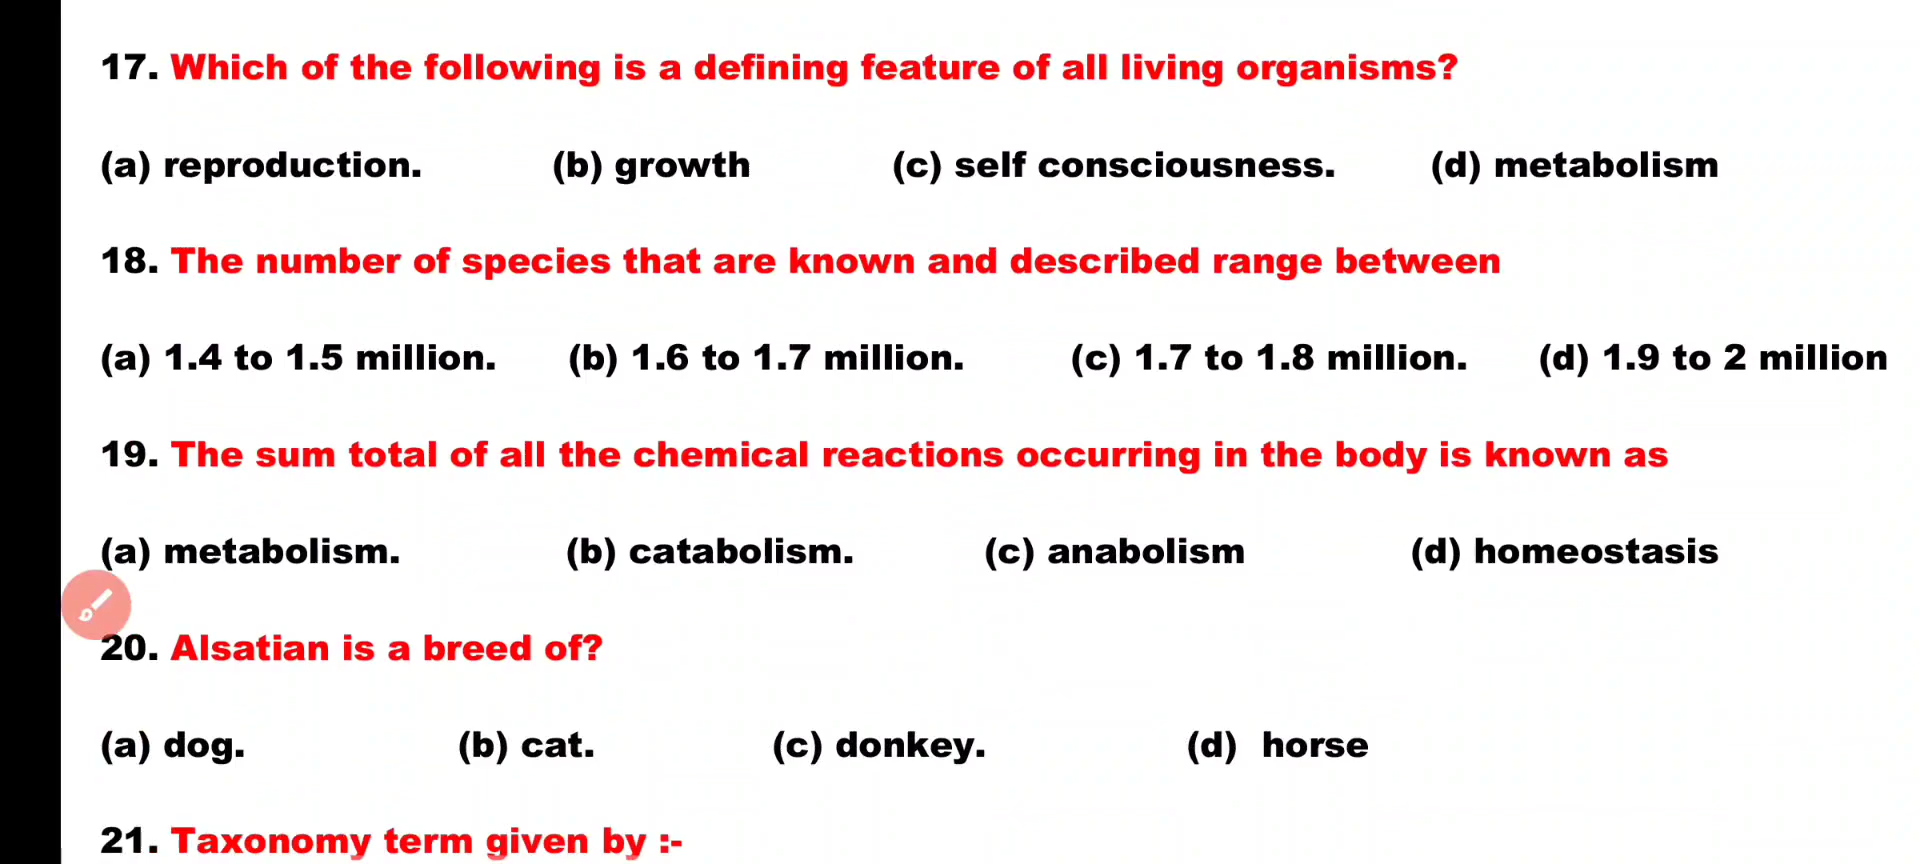 17. Which of the following is a defining feature of all living organisms?
(a) reproduction. (b) growth (c) self consciousness. (d) metabolism
18. The number of species that are known and described range between
(a) 1.4 to 1.5 million. (b) 1.6 to 1.7 million. (c) 1.7 to 1.8 million. (d) 1.9 to 2 million
19. The sum total of all the chemical reactions occurring in the body is known as
(a) metabolism. (b) catabolism. (c) anabolism (d) homeostasis
20. Alsatian is a breed of?
(a) dog. (b) cat. (c) donkey. (d) horse
21. Taxonomy term given by :-